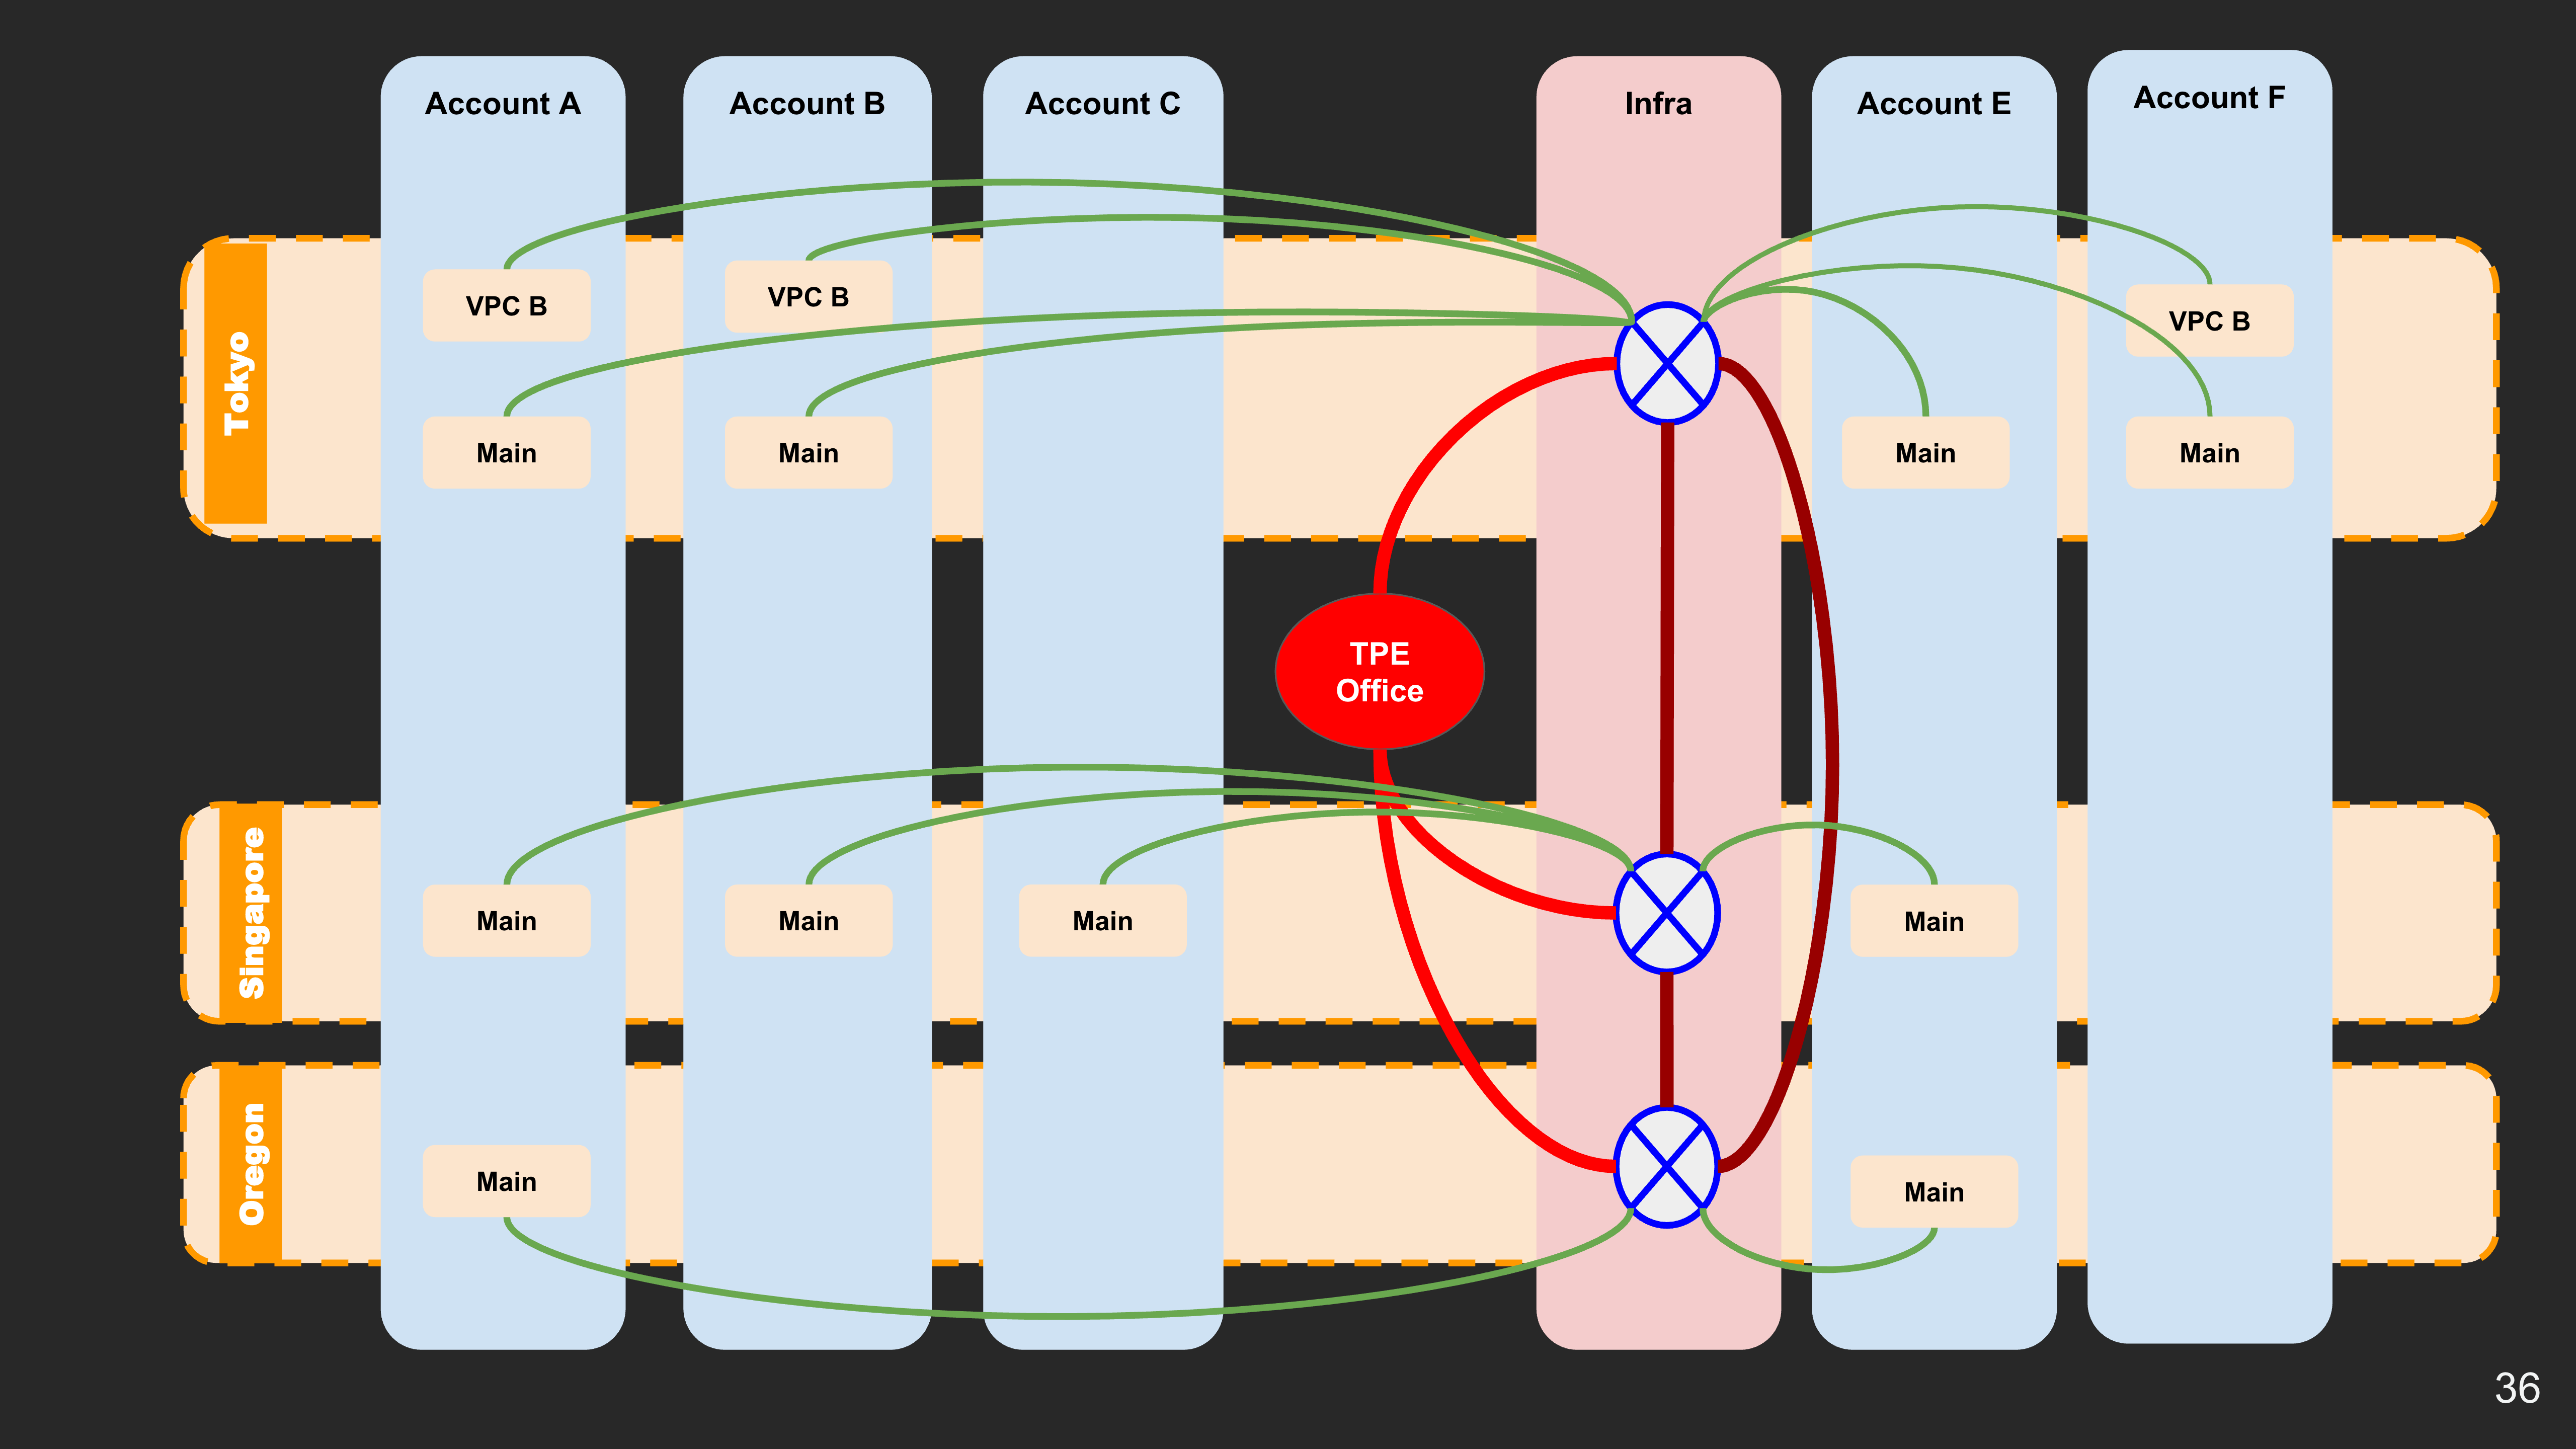 Account A
Account B
Account C
Infra
Account E
Account F
Tokyo
VPC B
VPC B
VPC B
Main
Main
Main
Main
TPE
Office
Singapore
Main
Main
Main
Main
Oregon
Main
Main
36